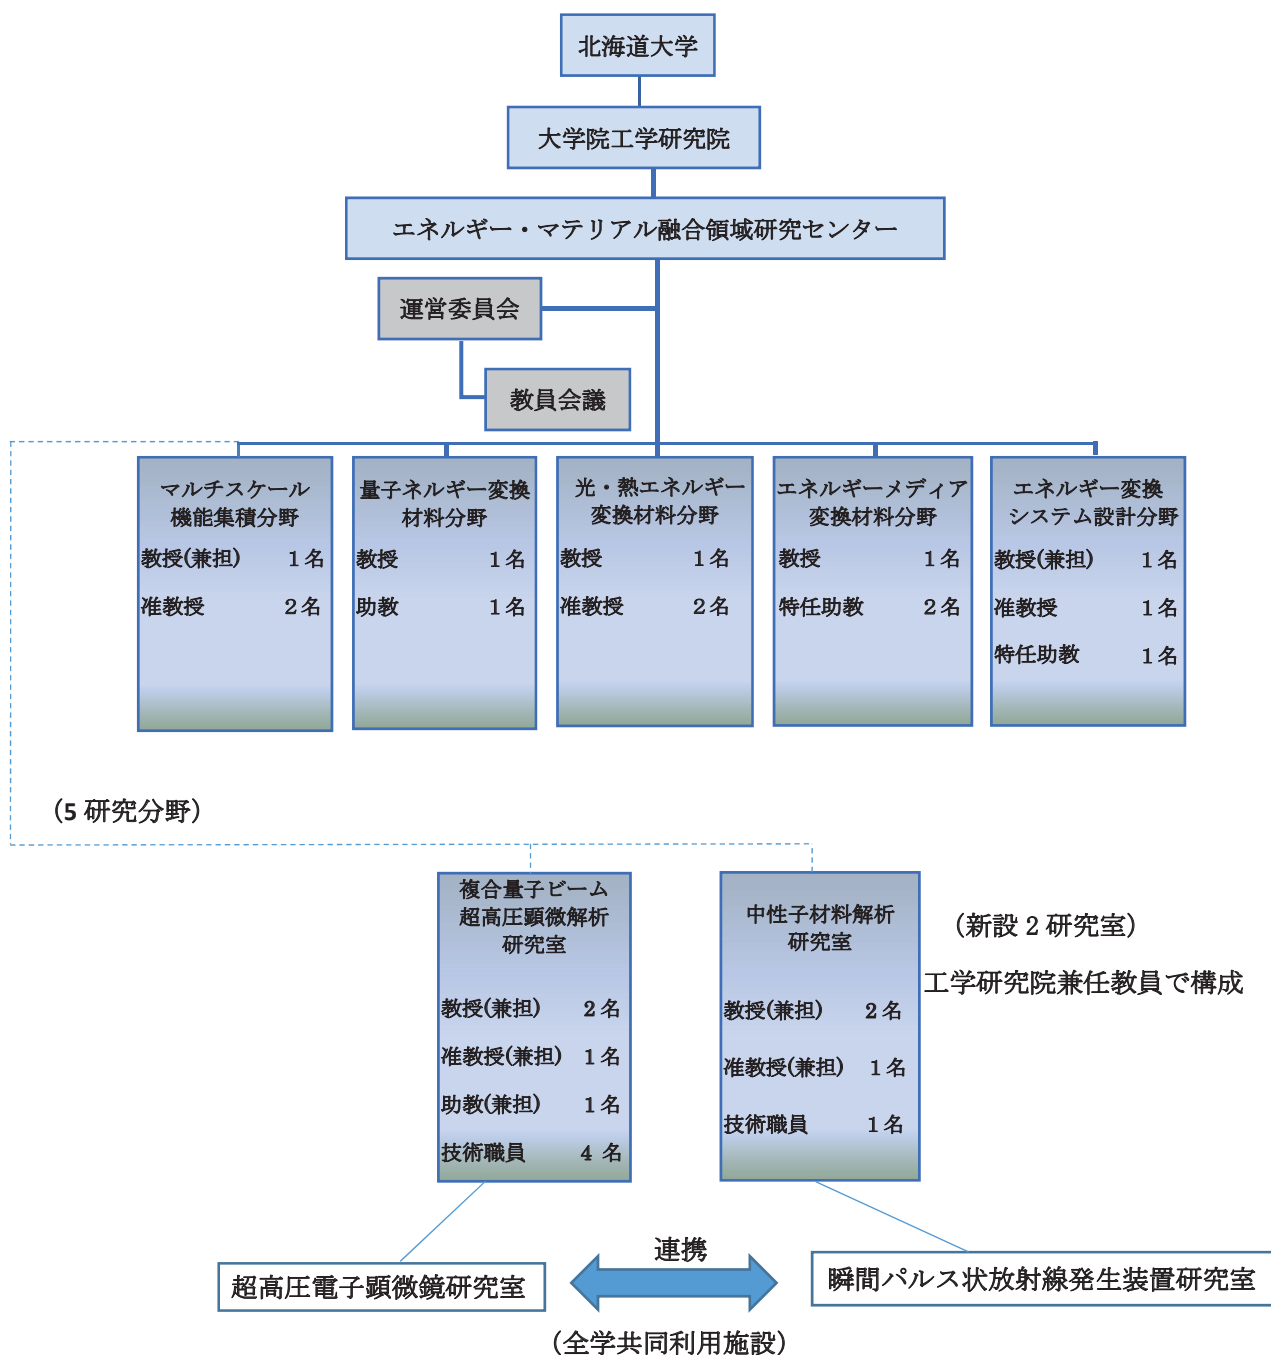 北海道大学
大学院工学研究院
エネルギー・マテリアル融合領域研究センター
運営委員会
教員会議
マルチスケール
機能集積分野
教授(兼担) 1名
准教授 2名
量子ネルギー変換
材料分野
教授 1名
助教 1名
光・熱エネルギー
変換材料分野
教授 1名
准教授 2名
エネルギーメディア
変換材料分野
教授 1名
特任助教 2名
エネルギー変換
システム設計分野
教授(兼担) 1名
准教授 1名
特任助教 1名
（5 研究分野）
複合量子ビーム
超高圧顕微解析
研究室
教授(兼担) 2名
准教授(兼担) 1名
助教(兼担) 1名
技術職員 4 名
中性子材料解析
研究室
教授(兼担) 2名
准教授(兼担) 1名
技術職員 1名
（新設 2 研究室）
工学研究院兼任教員で構成
連携
超高圧電子顕微鏡研究室
瞬間パルス状放射線発生装置研究室
（全学共同利用施設）